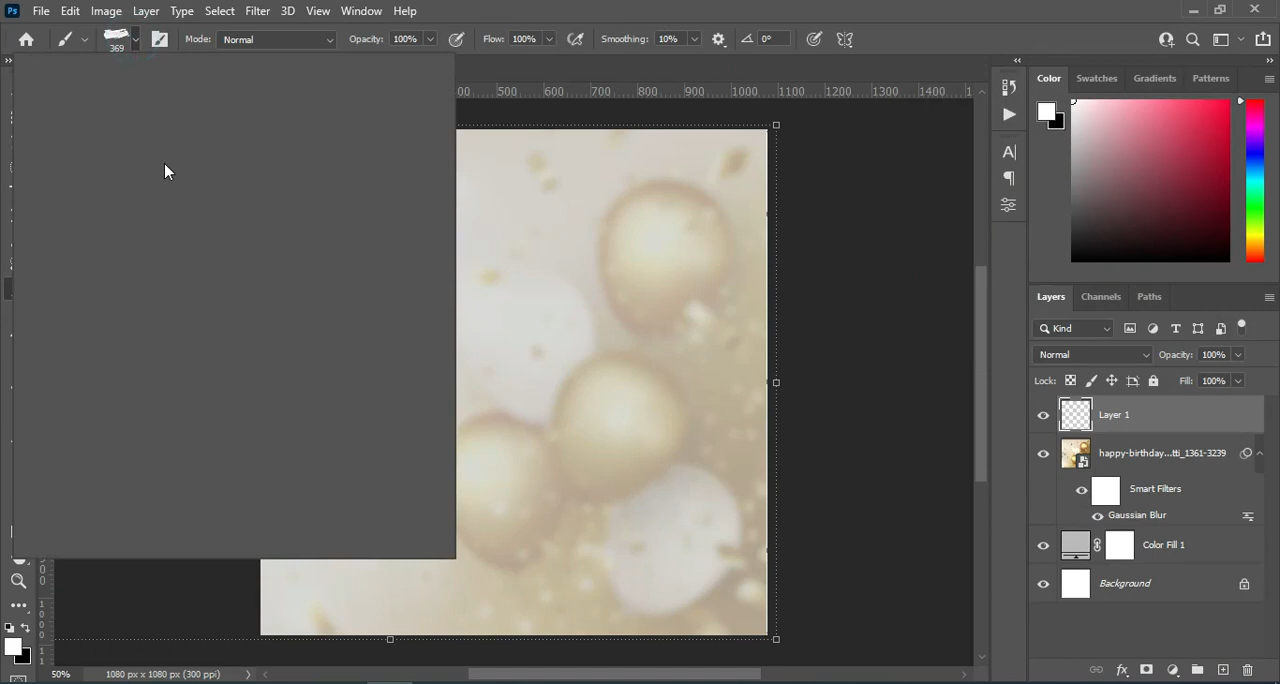 Ps File Edit Image Layer Type Select Filter 3D View Window Help
369 Mode: Normal Opacity: 100% Flow: 100% Smoothing: 10% 0°
500 600 700 800 900 1000 1100 1200 1300 1400
Color Swatches Gradients Patterns
Layers Channels Paths
Kind
Normal Opacity: 100%
Lock: Fill: 100%
Layer 1
happy-birthday...tti_1361-3239
Smart Filters
Gaussian Blur
Color Fill 1
Background
50% 1080 px x 1080 px (300 ppi)